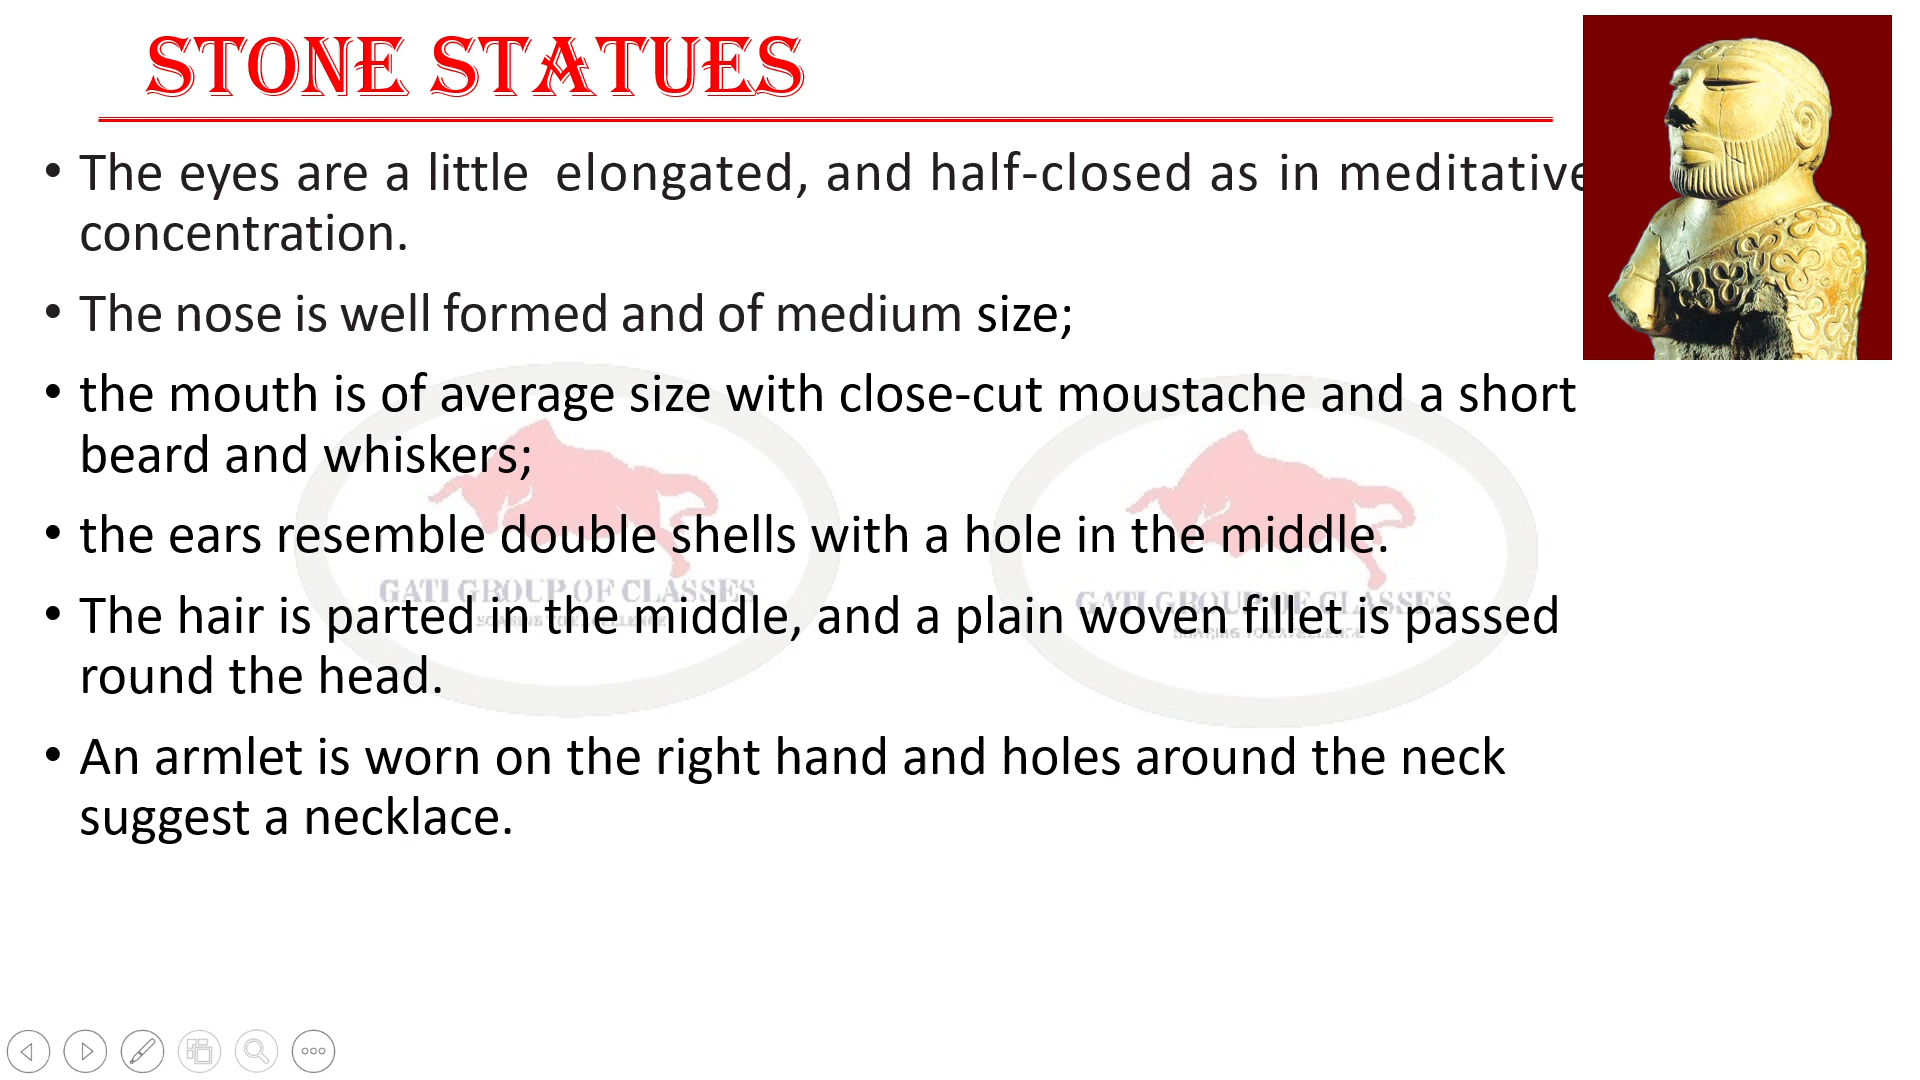 STONE STATUES
• The eyes are a little elongated, and half-closed as in meditative
concentration.
• The nose is well formed and of medium size;
• the mouth is of average size with close-cut moustache and a short
beard and whiskers;
• the ears resemble double shells with a hole in the middle.
GATI GROUP OF CLASSES
GATI GROUP OF CLASSES
• The hair is parted in the middle, and a plain woven fillet is passed
round the head.
• An armlet is worn on the right hand and holes around the neck
suggest a necklace.